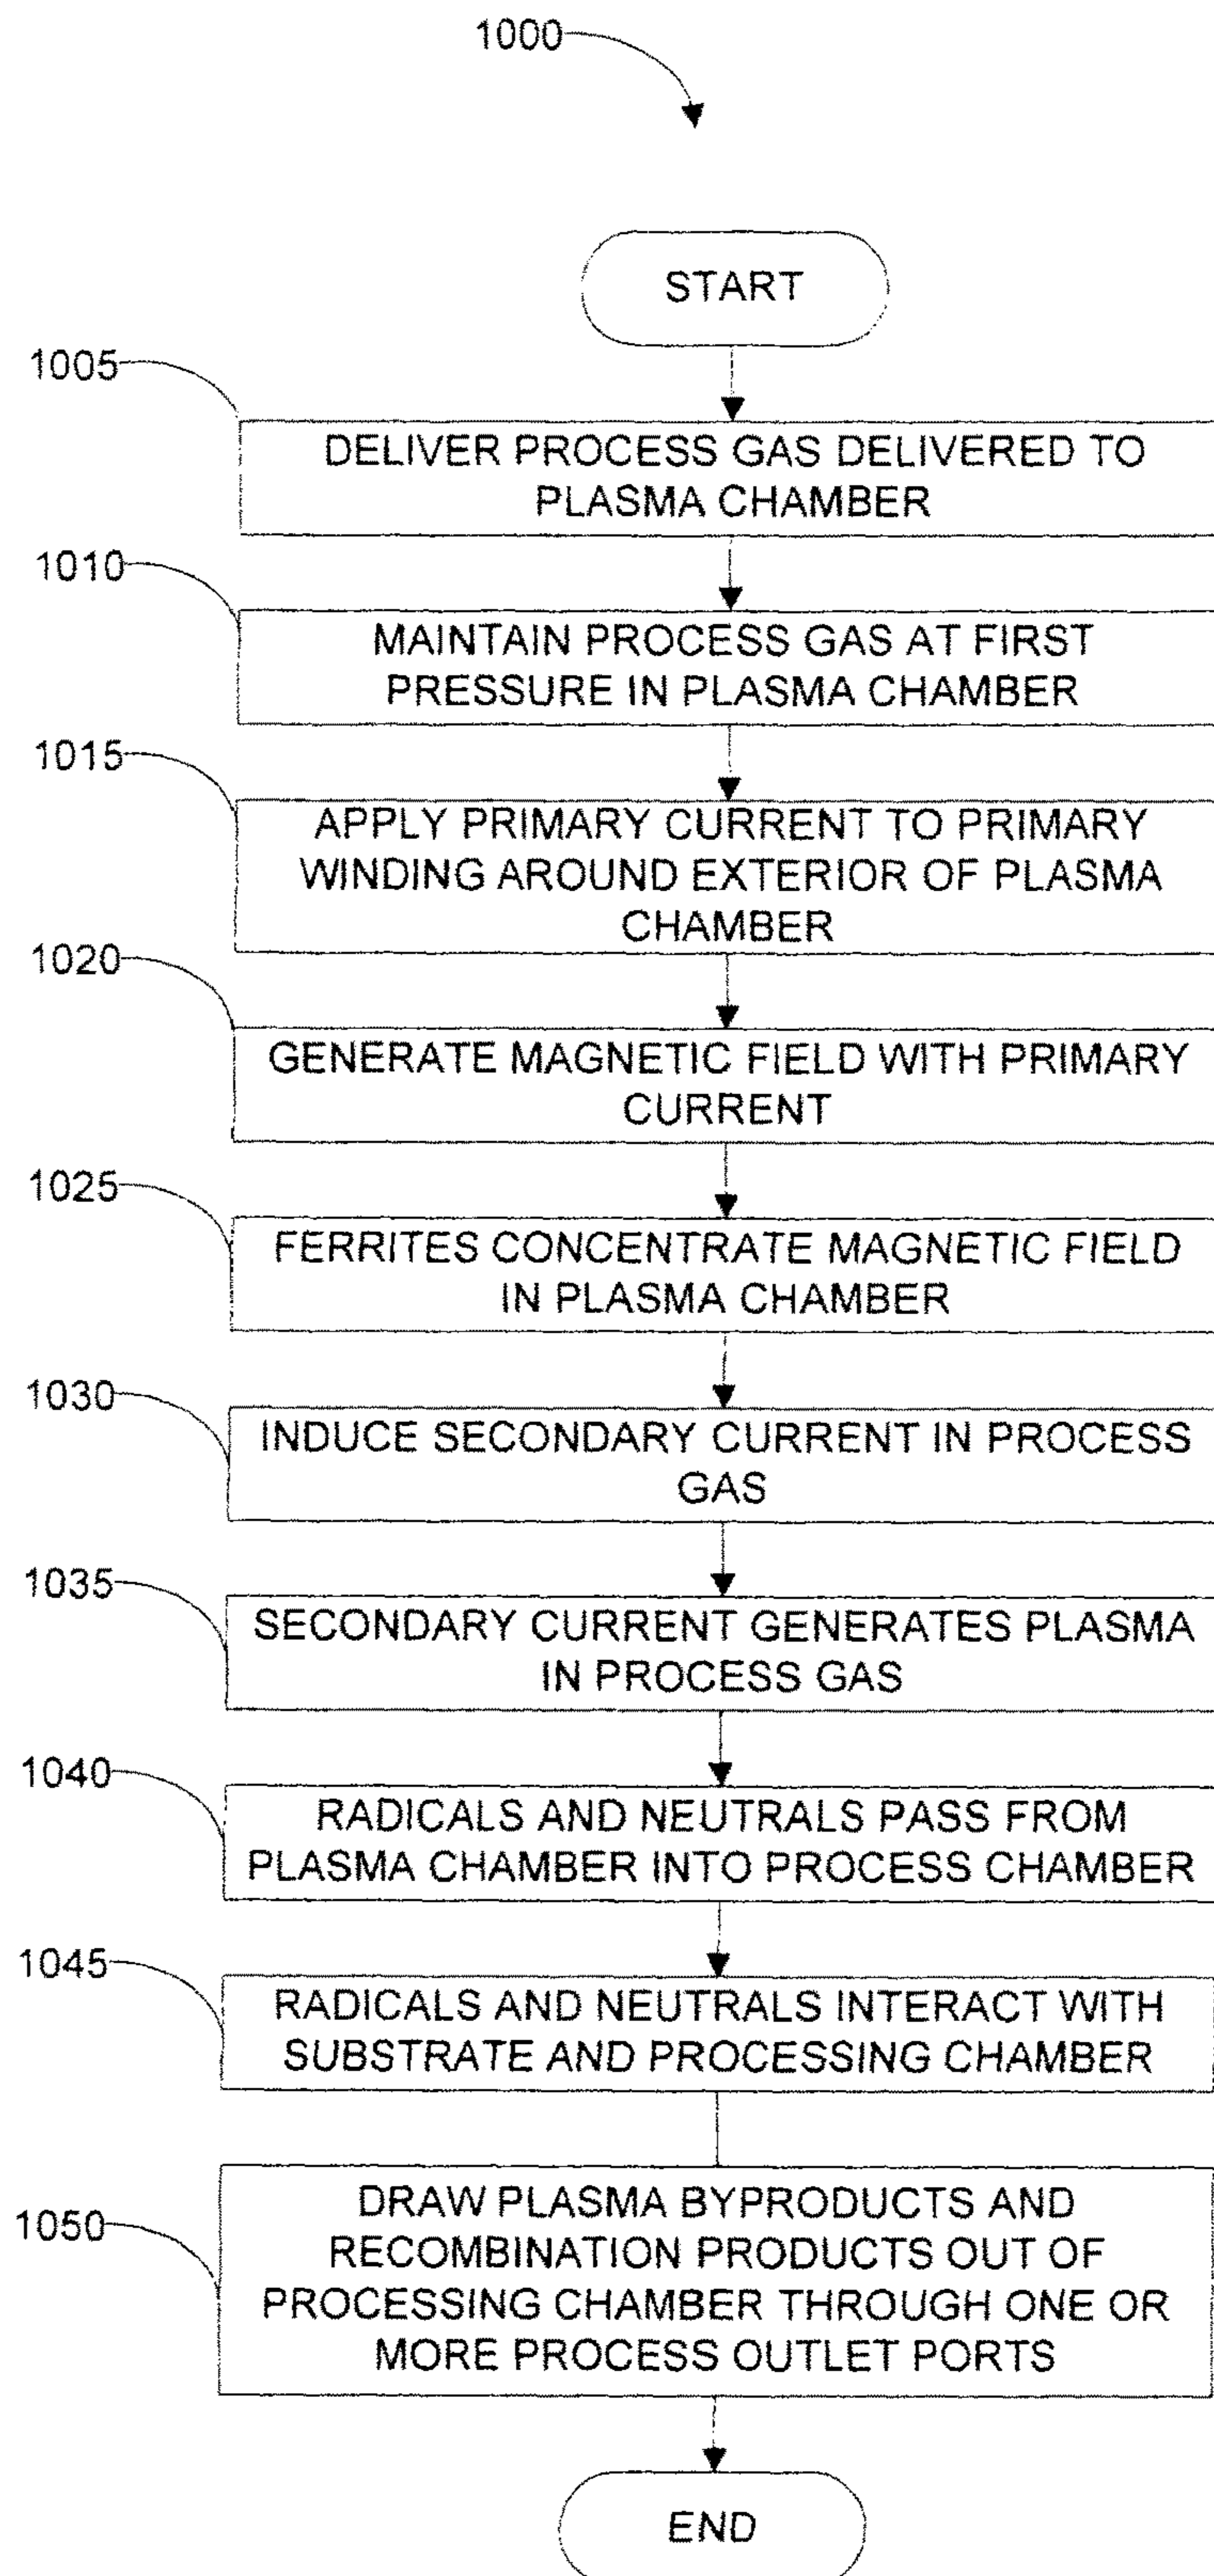 1000
START
1005
DELIVER PROCESS GAS DELIVERED TO
PLASMA CHAMBER
1010
MAINTAIN PROCESS GAS AT FIRST
PRESSURE IN PLASMA CHAMBER
1015
APPLY PRIMARY CURRENT TO PRIMARY
WINDING AROUND EXTERIOR OF PLASMA
CHAMBER
1020
GENERATE MAGNETIC FIELD WITH PRIMARY
CURRENT
1025
FERRITES CONCENTRATE MAGNETIC FIELD
IN PLASMA CHAMBER
1030
INDUCE SECONDARY CURRENT IN PROCESS
GAS
1035
SECONDARY CURRENT GENERATES PLASMA
IN PROCESS GAS
1040
RADICALS AND NEUTRALS PASS FROM
PLASMA CHAMBER INTO PROCESS CHAMBER
1045
RADICALS AND NEUTRALS INTERACT WITH
SUBSTRATE AND PROCESSING CHAMBER
1050
DRAW PLASMA BYPRODUCTS AND
RECOMBINATION PRODUCTS OUT OF
PROCESSING CHAMBER THROUGH ONE OR
MORE PROCESS OUTLET PORTS
END